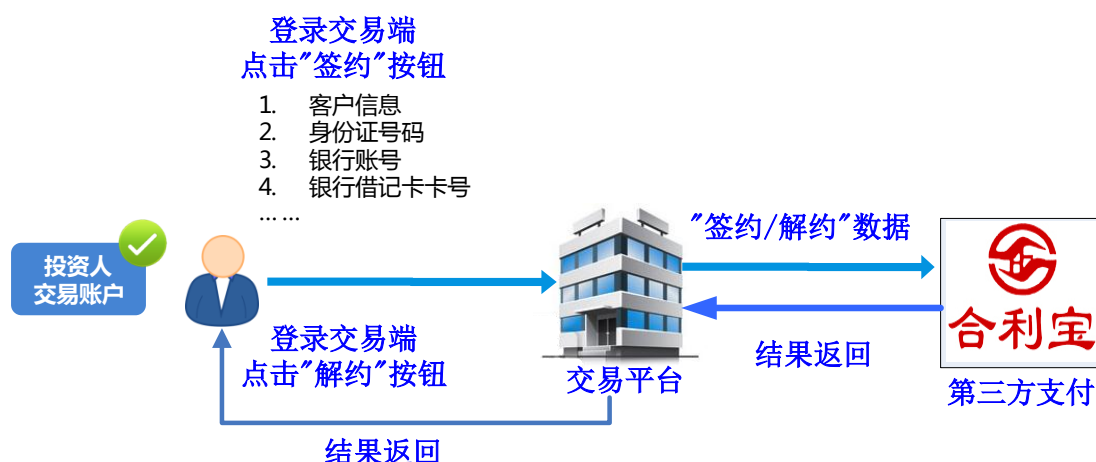 登录交易端
点击"签约"按钮
1. 客户信息
2. 身份证号码
3. 银行账号
4. 银行借记卡卡号
... ...
投资人
交易账户
"签约/解约"数据
合利宝
登录交易端
点击"解约"按钮
结果返回
交易平台
第三方支付
结果返回